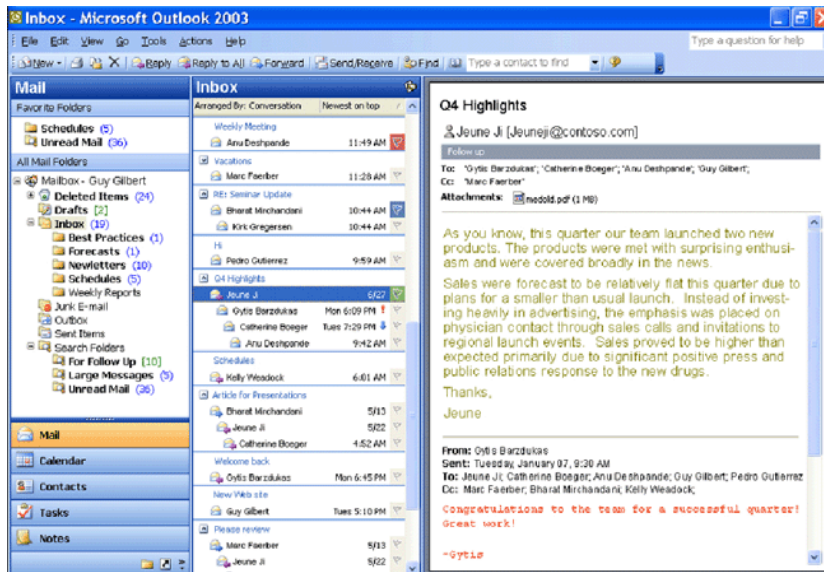 Inbox - Microsoft Outlook 2003
File Edit View Go Tools Actions Help
Type a question for help
New Reply Reply to All Forward Send/Receive Find Type a contact to find
Mail
Favorite Folders
Schedules (5)
Unread Mail (36)
All Mail Folders
Mailbox - Guy Gilbert
Deleted Items (24)
Drafts [2]
Inbox (19)
Best Practices (1)
Forecasts (1)
Newletters (10)
Schedules (5)
Weekly Reports
Junk E-mail
Outbox
Sent Items
Search Folders
For Follow Up [10]
Large Messages (5)
Unread Mail (36)
Mail
Calendar
Contacts
Tasks
Notes
Inbox
Arranged By: Conversation Newest on top
Weekly Meeting
Anu Deshpande 11:49 AM
Vacations
Marc Faerber 11:28 AM
RE: Seminar Update
Bharat Mirchandani 10:44 AM
Kirk Gregersen 10:44 AM
Hi
Pedro Gutierrez 9:59 AM
Q4 Highlights
Jeune Ji 6/27
Gytis Barzdukas Mon 6:09 PM
Catherine Boeger Tues 7:29 PM
Anu Deshpande 9:42 AM
Schedules
Kelly Weadock 6:01 AM
Article for Presentations
Bharat Mirchandani 5/13
Jeune Ji 5/22
Catherine Boeger 4:52 AM
Welcome back
Gytis Barzdukas Mon 6:45 PM
New Web site
Guy Gilbert Tues 5:10 PM
Please review
Marc Faerber 5/13
Jeune Ji 5/22
Q4 Highlights
Jeune Ji [Jeuneji@contoso.com]
Follow up
To: 'Gytis Barzdukas'; 'Catherine Boeger'; 'Anu Deshpande'; 'Guy Gilbert';
Cc: 'Marc Faerber'
Attachments: modold.pdf (1 MB)
As you know, this quarter our team launched two new
products. The products were met with surprising enthusi-
asm and were covered broadly in the news.
Sales were forecast to be relatively flat this quarter due to
plans for a smaller than usual launch. Instead of invest-
ing heavily in advertising, the emphasis was placed on
physician contact through sales calls and invitations to
regional launch events. Sales proved to be higher than
expected primarily due to significant positive press and
public relations response to the new drugs.
Thanks,
Jeune
From: Gytis Barzdukas
Sent: Tuesday, January 07, 9:30 AM
To: Jeune Ji; Catherine Boeger; Anu Deshpande; Guy Gilbert; Pedro Gutierrez
Cc: Marc Faerber; Bharat Mirchandani; Kelly Weadock;
Congratulations to the team for a successful quarter!
Great work!
-Gytis